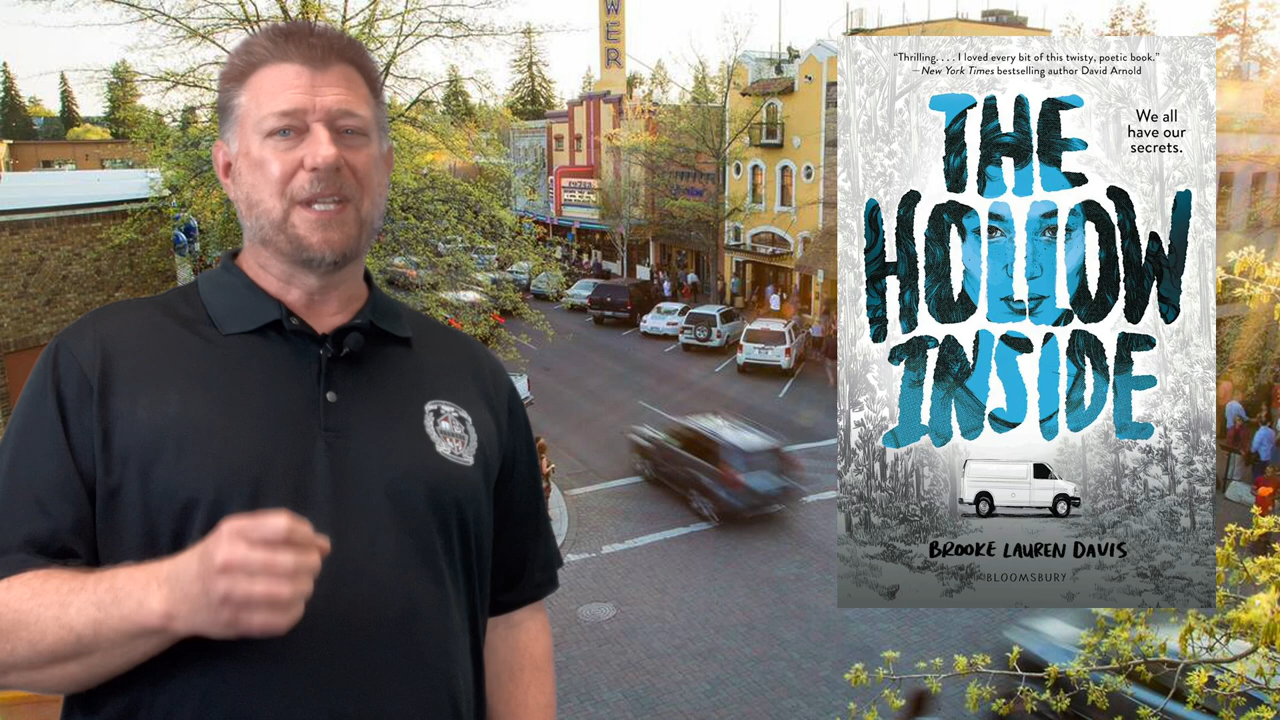 WER
TOWER
"Thrilling. . . . I loved every bit of this twisty, poetic book."
—New York Times bestselling author David Arnold
THE
HOLLOW
INSIDE
We all
have our
secrets.
BROOKE LAUREN DAVIS
BLOOMSBURY